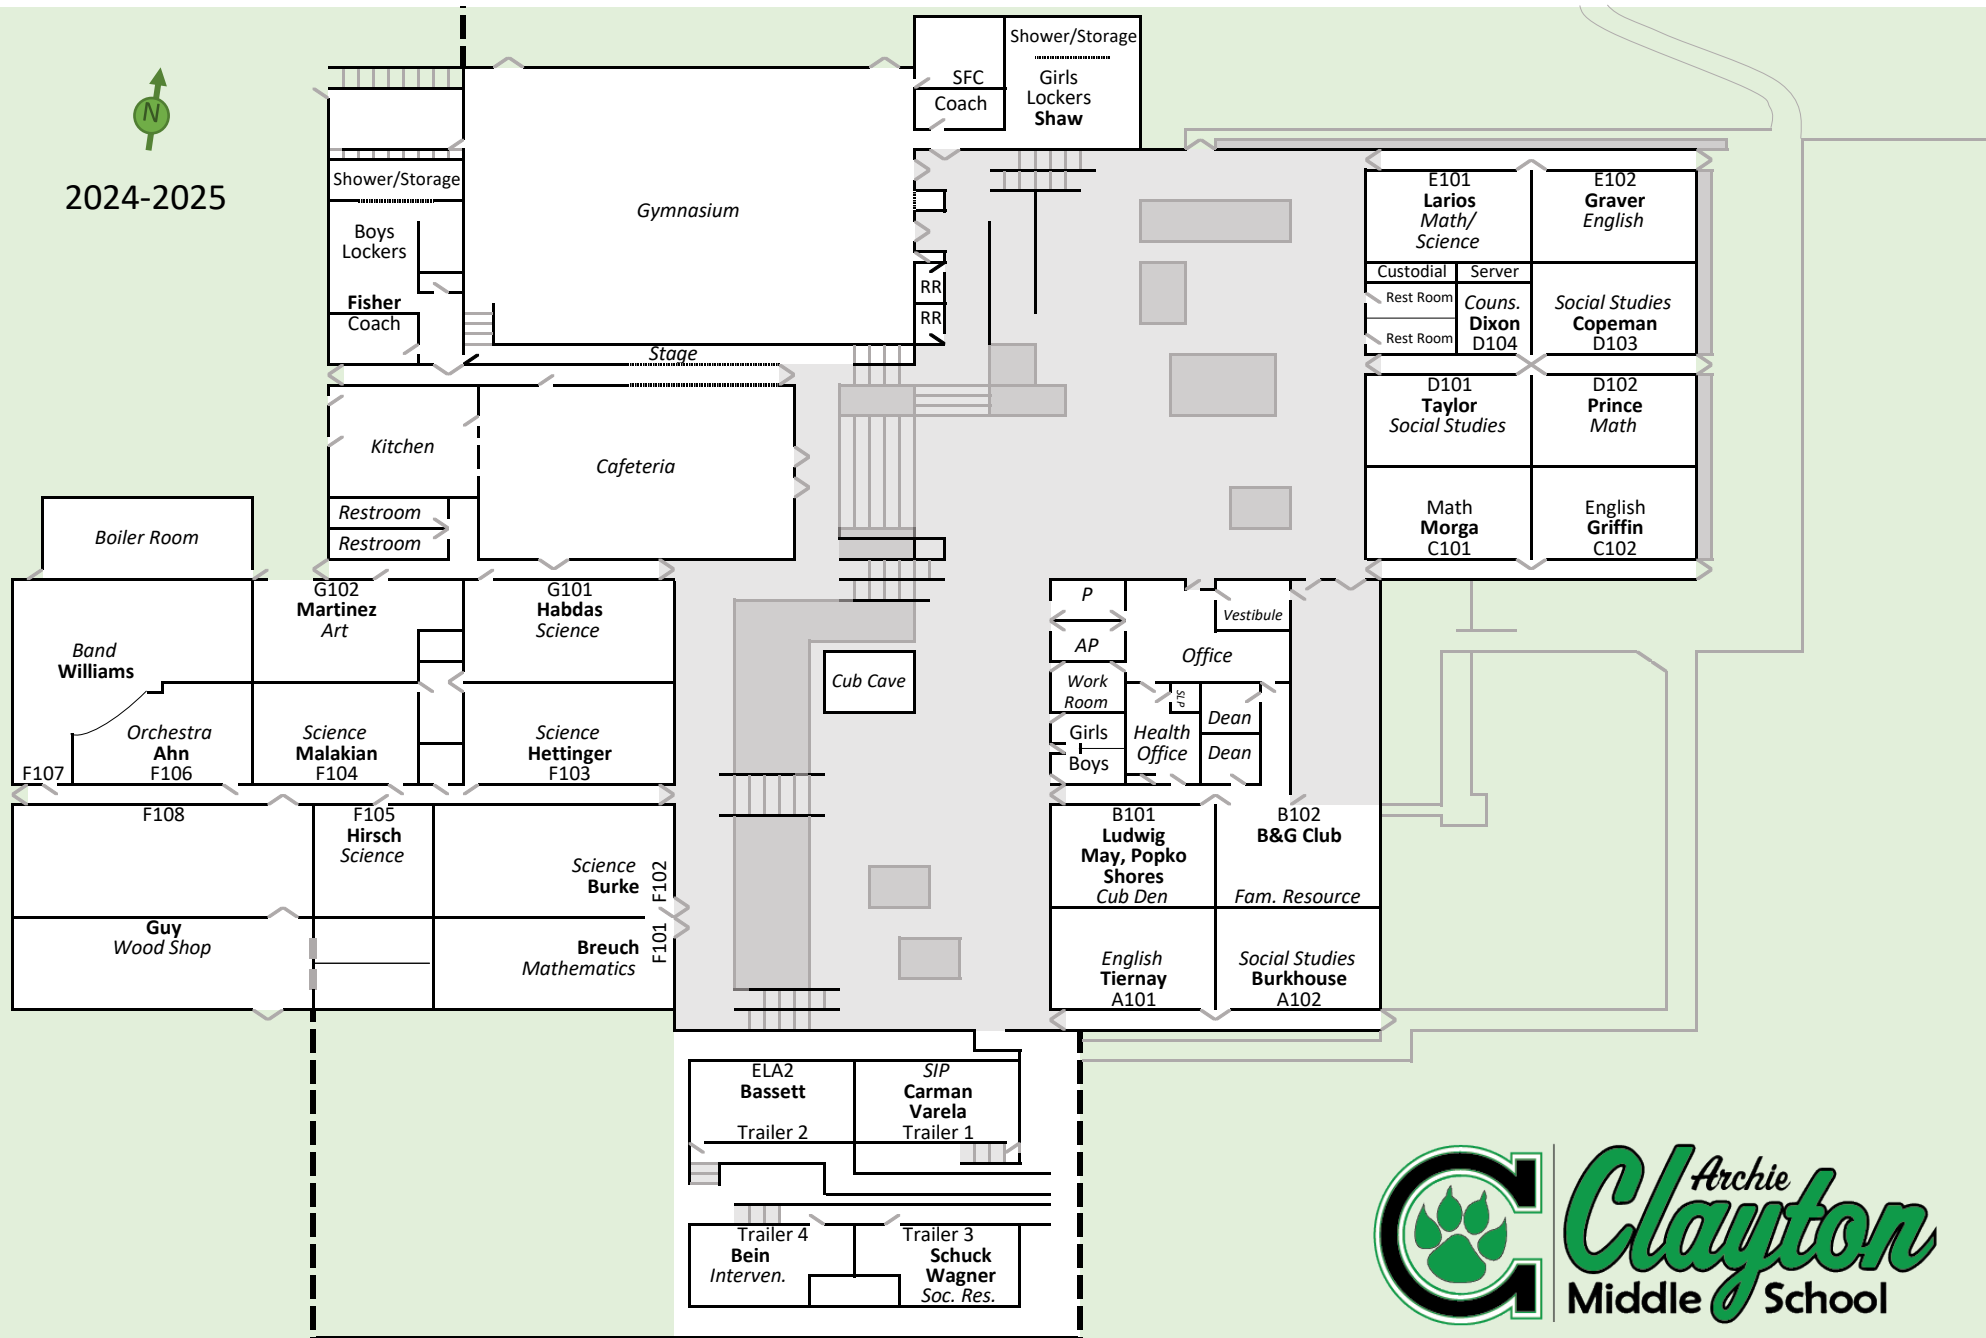 N
2024-2025
Shower/Storage
SFC
Girls
Lockers
Coach
Shaw
Shower/Storage
Boys
Lockers
Fisher
Coach
Gymnasium
RR
RR
Stage
E101
Larios
Math/
Science
E102
Graver
English
Custodial
Server
Rest Room
Rest Room
Couns.
Dixon
D104
Social Studies
Copeman
D103
D101
Taylor
Social Studies
D102
Prince
Math
Math
Morga
C101
English
Griffin
C102
Kitchen
Cafeteria
Restroom
Restroom
Boiler Room
Band
Williams
F107
Orchestra
Ahn
F106
G102
Martinez
Art
G101
Habdas
Science
Science
Malakian
F104
Science
Hettinger
F103
Cub Cave
P
AP
Vestibule
Office
Work
Room
SLP
Girls
Boys
Health
Office
Dean
Dean
F108
F105
Hirsch
Science
Science
Burke
F102
Guy
Wood Shop
Breuch
Mathematics
F101
B101
Ludwig
May, Popko
Shores
Cub Den
B102
B&G Club
Fam. Resource
English
Tiernay
A101
Social Studies
Burkhouse
A102
ELA2
Bassett
Trailer 2
SIP
Carman
Varela
Trailer 1
Trailer 4
Bein
Interven.
Trailer 3
Schuck
Wagner
Soc. Res.
C
Archie
Clayton
Middle School